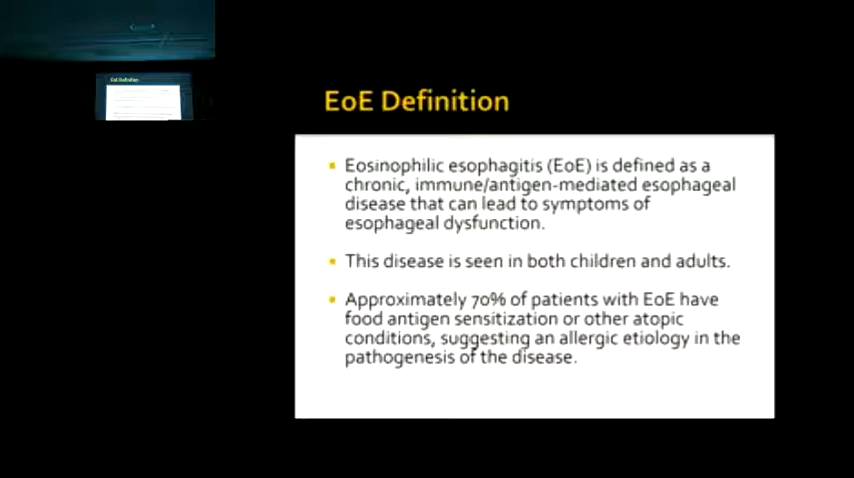 EoE Definition
EoE Definition
Eosinophilic esophagitis (EoE) is defined as a
chronic, immune/antigen-mediated esophageal
disease that can lead to symptoms of
esophageal dysfunction.
This disease is seen in both children and adults.
Approximately 70% of patients with EoE have
food antigen sensitization or other atopic
conditions, suggesting an allergic etiology in the
pathogenesis of the disease.